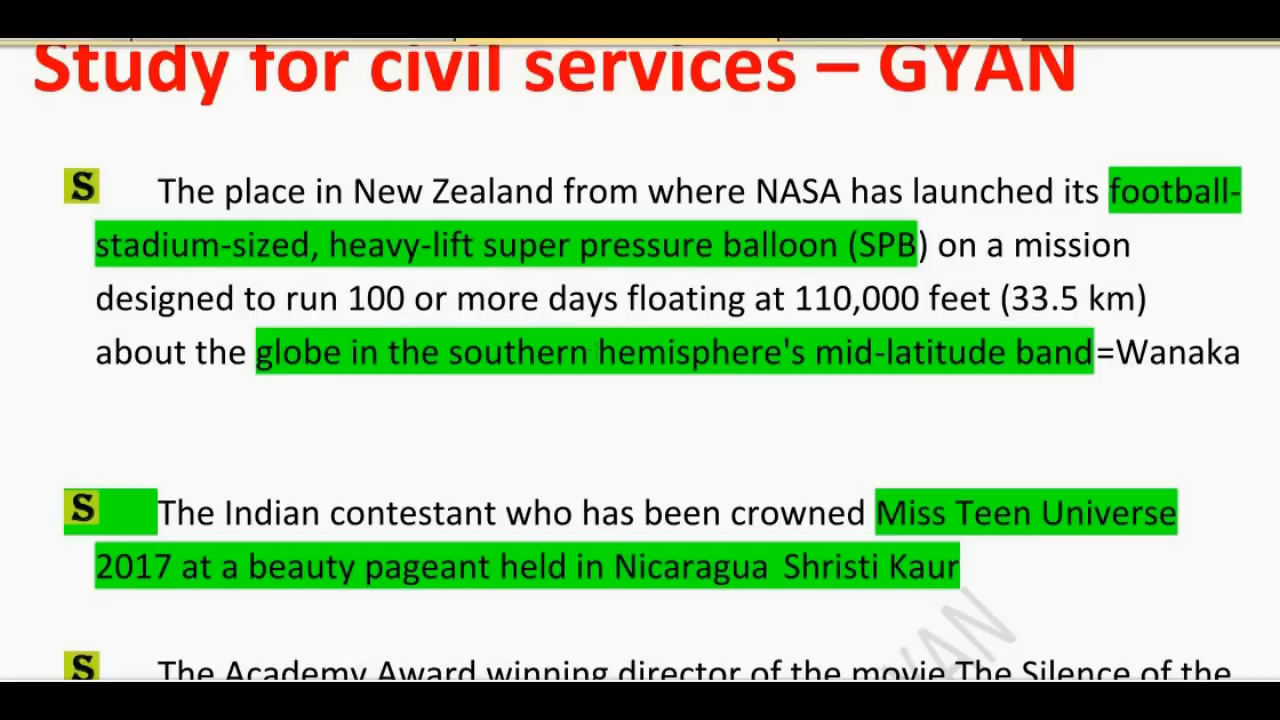 Study for civil services – GYAN
S The place in New Zealand from where NASA has launched its football-
stadium-sized, heavy-lift super pressure balloon (SPB) on a mission
designed to run 100 or more days floating at 110,000 feet (33.5 km)
about the globe in the southern hemisphere's mid-latitude band=Wanaka
S The Indian contestant who has been crowned Miss Teen Universe
2017 at a beauty pageant held in Nicaragua Shristi Kaur
S The Academy Award winning director of the movie The Silence of the